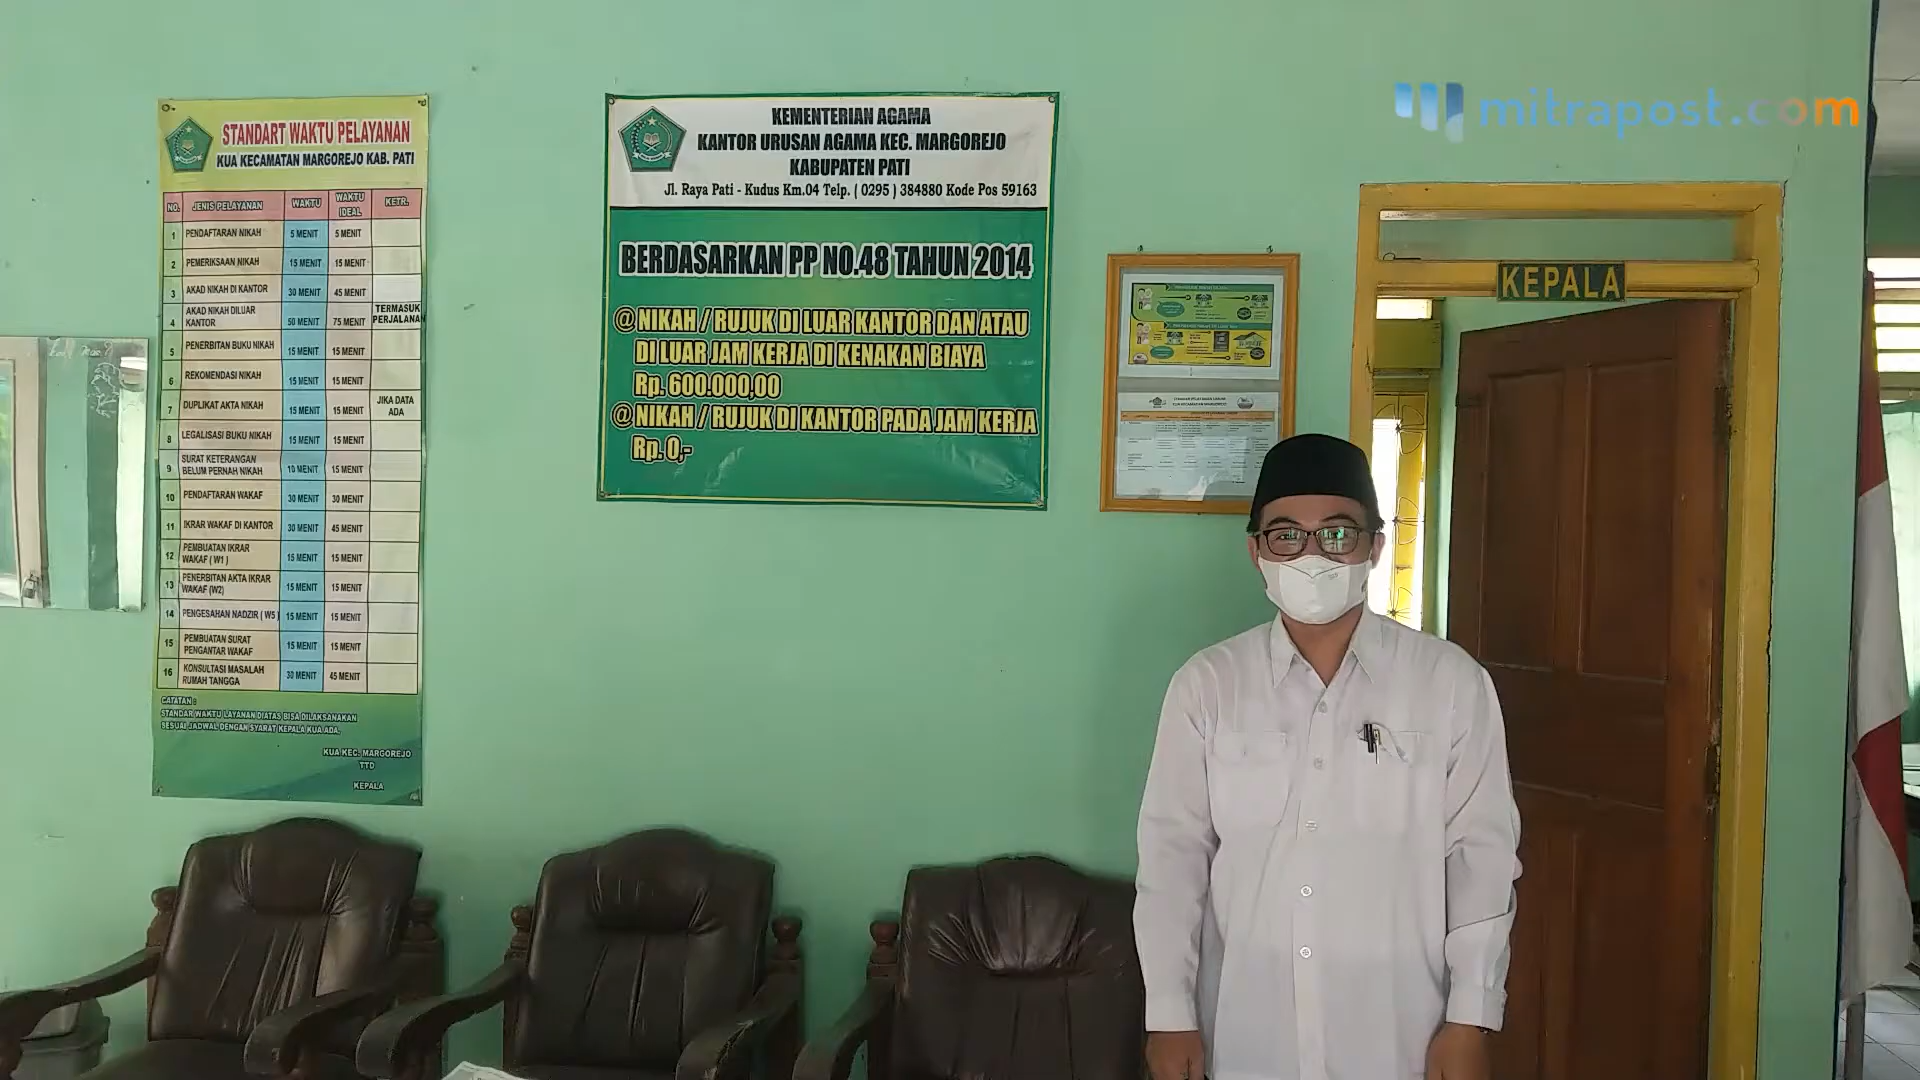 STANDART WAKTU PELAYANAN
KUA KECAMATAN MARGOREJO KAB. PATI
NO. JENIS PELAYANAN WAKTU WAKTU IDEAL KETR.
1 PENDAFTARAN NIKAH 5 MENIT 5 MENIT
2 PEMERIKSAAN NIKAH 15 MENIT 15 MENIT
3 AKAD NIKAH DI KANTOR 30 MENIT 45 MENIT
4 AKAD NIKAH DILUAR KANTOR 50 MENIT 75 MENIT TERMASUK PERJALANAN
5 PENERBITAN BUKU NIKAH 15 MENIT 15 MENIT
6 REKOMENDASI NIKAH 15 MENIT 15 MENIT
7 DUPLIKAT AKTA NIKAH 15 MENIT 15 MENIT JIKA DATA ADA
8 LEGALISASI BUKU NIKAH 15 MENIT 15 MENIT
9 SURAT KETERANGAN BELUM PERNAH NIKAH 10 MENIT 15 MENIT
10 PENDAFTARAN WAKAF 30 MENIT 30 MENIT
11 IKRAR WAKAF DI KANTOR 30 MENIT 45 MENIT
12 PEMBUATAN IKRAR WAKAF ( W1 ) 15 MENIT 15 MENIT
13 PENERBITAN AKTA IKRAR WAKAF (W2) 15 MENIT 15 MENIT
14 PENGESAHAN NADZIR ( W5 ) 15 MENIT 15 MENIT
15 PEMBUATAN SURAT PENGANTAR WAKAF 15 MENIT 15 MENIT
16 KONSULTASI MASALAH RUMAH TANGGA 30 MENIT 45 MENIT
CATATAN :
STANDAR WAKTU LAYANAN DIATAS BISA DILAKSANAKAN
SESUAI JADWAL DENGAN SYARAT KEPALA KUA ADA.
KUA KEC. MARGOREJO
TTD
KEPALA
KEMENTERIAN AGAMA
KANTOR URUSAN AGAMA KEC. MARGOREJO
KABUPATEN PATI
Jl. Raya Pati - Kudus Km.04 Telp. ( 0295 ) 384880 Kode Pos 59163
BERDASARKAN PP NO.48 TAHUN 2014
@ NIKAH / RUJUK DI LUAR KANTOR DAN ATAU
DI LUAR JAM KERJA DI KENAKAN BIAYA
Rp. 600.000,00
@ NIKAH / RUJUK DI KANTOR PADA JAM KERJA
Rp. 0,-
mitrapost.com
KEPALA